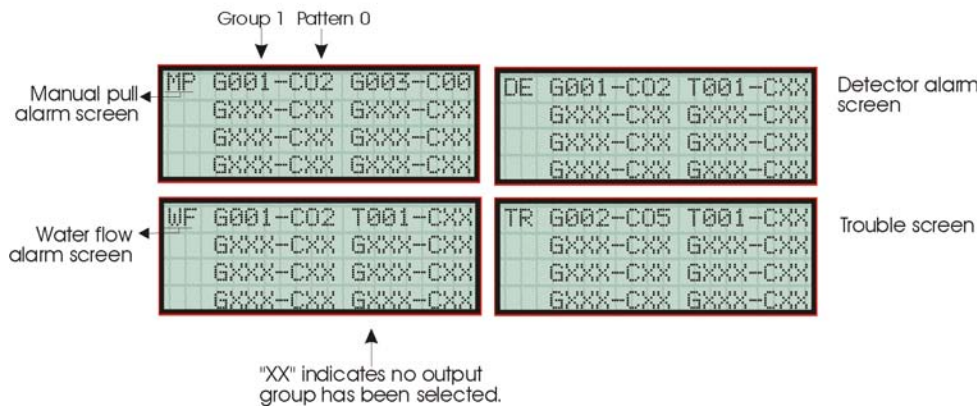 Group 1 Pattern 0
Manual pull
alarm screen
MP G001-C02 G003-C00
GXXX-CXX GXXX-CXX
GXXX-CXX GXXX-CXX
GXXX-CXX GXXX-CXX
DE G001-C02 T001-CXX
GXXX-CXX GXXX-CXX
GXXX-CXX GXXX-CXX
GXXX-CXX GXXX-CXX
Detector alarm
screen
Water flow
alarm screen
WF G001-C02 T001-CXX
GXXX-CXX GXXX-CXX
GXXX-CXX GXXX-CXX
GXXX-CXX GXXX-CXX
TR G002-C05 T001-CXX
GXXX-CXX GXXX-CXX
GXXX-CXX GXXX-CXX
GXXX-CXX GXXX-CXX
Trouble screen
"XX" indicates no output
group has been selected.